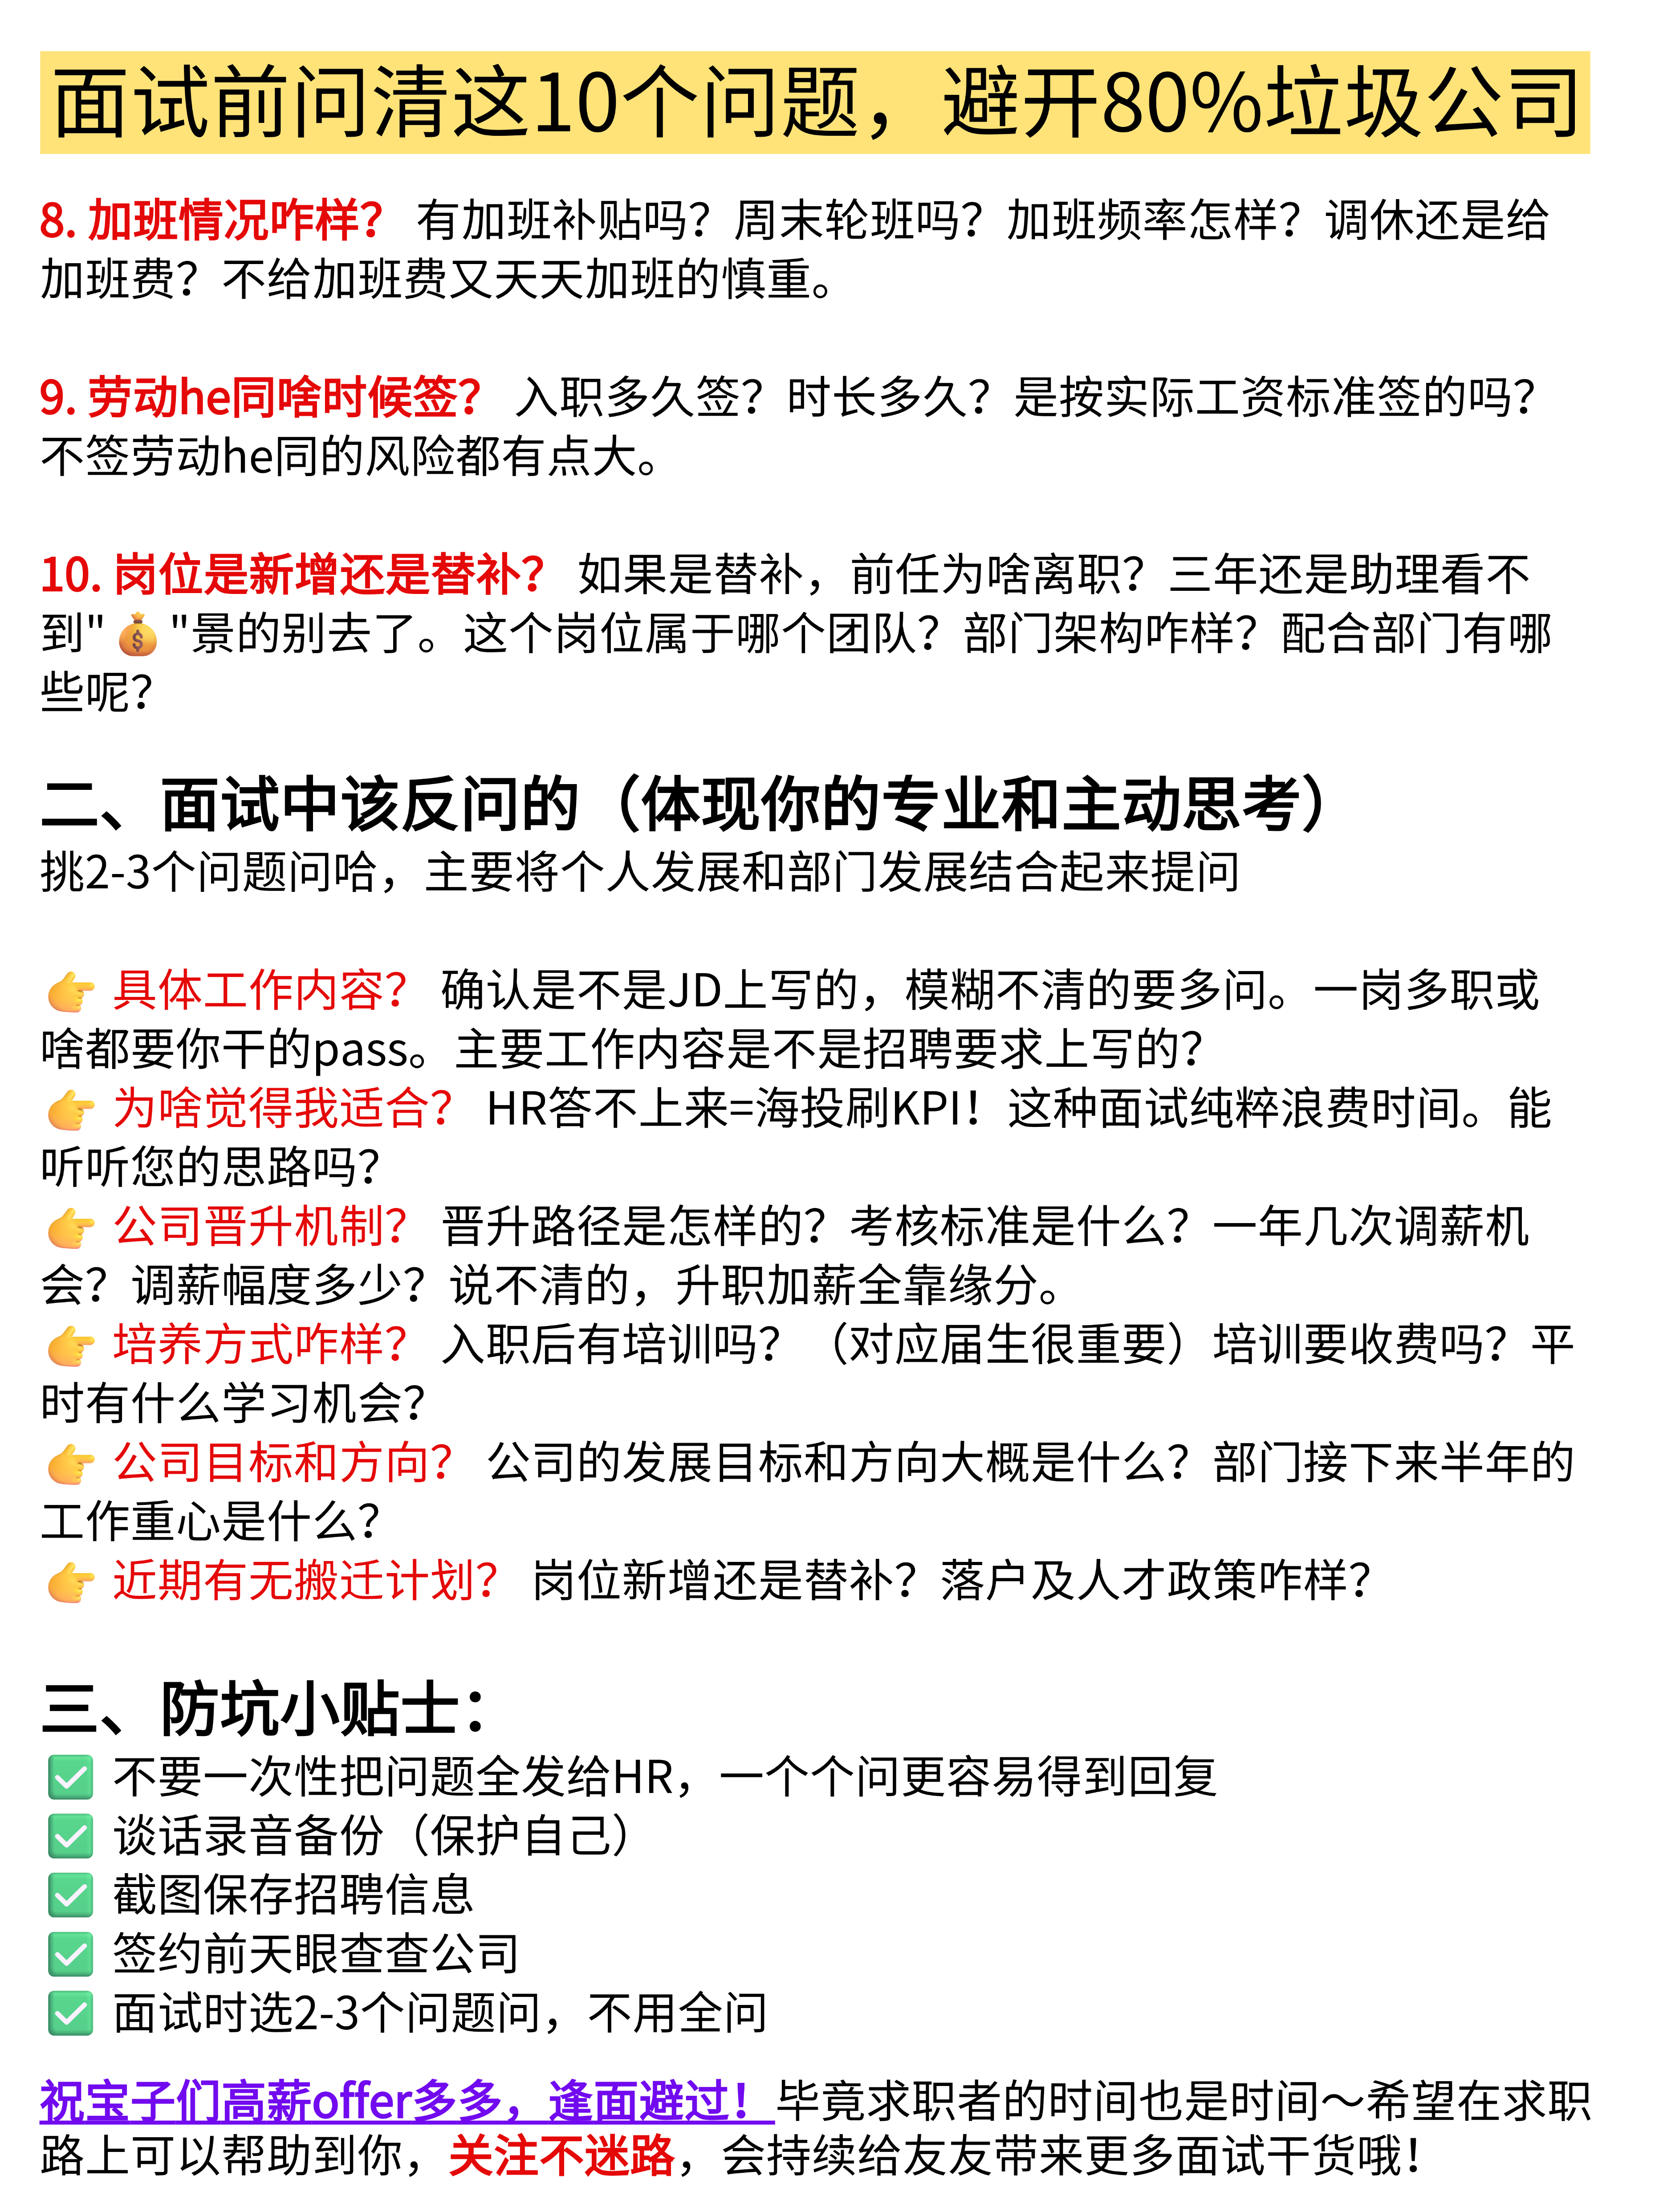 面试前问清这10个问题，避开80%垃圾公司
8. 加班情况咋样？ 有加班补贴吗？周末轮班吗？加班频率怎样？调休还是给
加班费？不给加班费又天天加班的慎重。
9. 劳动he同啥时候签？ 入职多久签？时长多久？是按实际工资标准签的吗？
不签劳动he同的风险都有点大。
10. 岗位是新增还是替补？ 如果是替补，前任为啥离职？三年还是助理看不
到"💰"景的别去了。这个岗位属于哪个团队？部门架构咋样？配合部门有哪
些呢？
二、面试中该反问的（体现你的专业和主动思考）
挑2-3个问题问哈，主要将个人发展和部门发展结合起来提问
👉 具体工作内容？ 确认是不是JD上写的，模糊不清的要多问。一岗多职或
啥都要你干的pass。主要工作内容是不是招聘要求上写的？
👉 为啥觉得我适合？ HR答不上来=海投刷KPI！这种面试纯粹浪费时间。能
听听您的思路吗？
👉 公司晋升机制？ 晋升路径是怎样的？考核标准是什么？一年几次调薪机
会？调薪幅度多少？说不清的，升职加薪全靠缘分。
👉 培养方式咋样？ 入职后有培训吗？（对应届生很重要）培训要收费吗？平
时有什么学习机会？
👉 公司目标和方向？ 公司的发展目标和方向大概是什么？部门接下来半年的
工作重心是什么？
👉 近期有无搬迁计划？ 岗位新增还是替补？落户及人才政策咋样？
三、防坑小贴士：
✅ 不要一次性把问题全发给HR，一个个问更容易得到回复
✅ 谈话录音备份（保护自己）
✅ 截图保存招聘信息
✅ 签约前天眼查查公司
✅ 面试时选2-3个问题问，不用全问
祝宝子们高薪offer多多，逢面避过！毕竟求职者的时间也是时间～希望在求职
路上可以帮助到你，关注不迷路，会持续给友友带来更多面试干货哦！